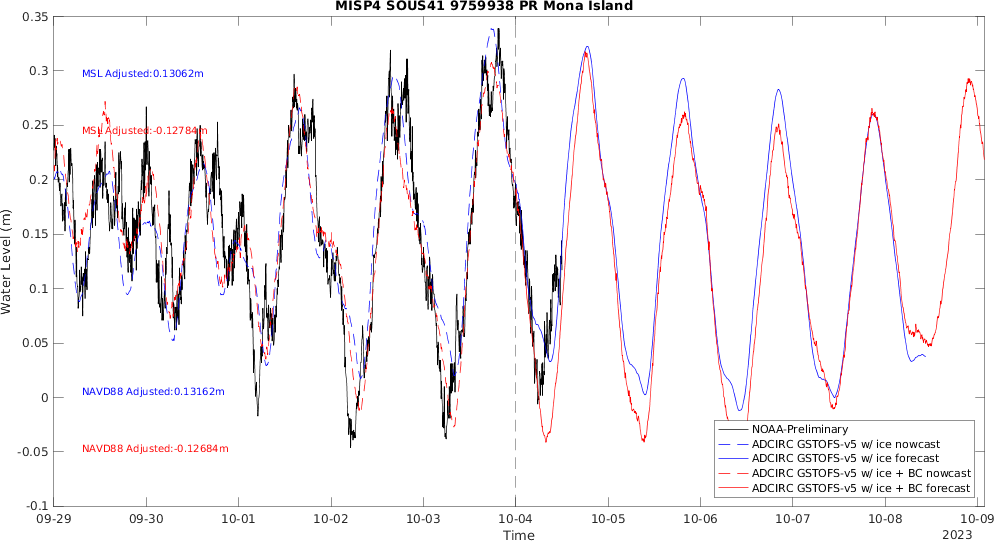 MISP4 SOUS41 9759938 PR Mona Island
0.35
0.3
0.25
0.2
0.15
0.1
0.05
0
-0.05
-0.1
Water Level (m)
MSL Adjusted:0.13062m
MSL Adjusted:-0.12784m
NAVD88 Adjusted:0.13162m
NAVD88 Adjusted:-0.12684m
NOAA-Preliminary
ADCIRC GSTOFS-v5 w/ ice nowcast
ADCIRC GSTOFS-v5 w/ ice forecast
ADCIRC GSTOFS-v5 w/ ice + BC nowcast
ADCIRC GSTOFS-v5 w/ ice + BC forecast
09-29 09-30 10-01 10-02 10-03 10-04 10-05 10-06 10-07 10-08 10-09
Time
2023